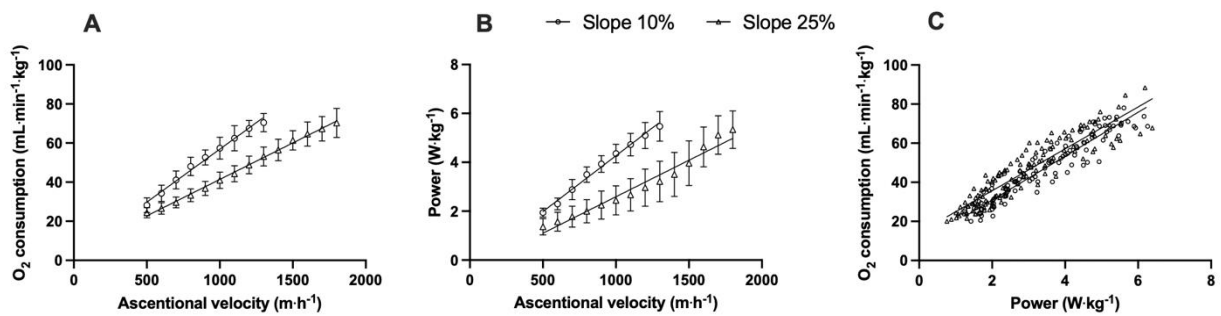 A
B
Slope 10%
Slope 25%
C
O₂ consumption (mL·min⁻¹·kg⁻¹)
100
80
60
40
20
0
0
500
1000
1500
2000
Ascentional velocity (m·h⁻¹)
Power (W·kg⁻¹)
8
6
4
2
0
0
500
1000
1500
2000
Ascentional velocity (m·h⁻¹)
O₂ consumption (mL·min⁻¹·kg⁻¹)
100
80
60
40
20
0
0
2
4
6
8
Power (W·kg⁻¹)